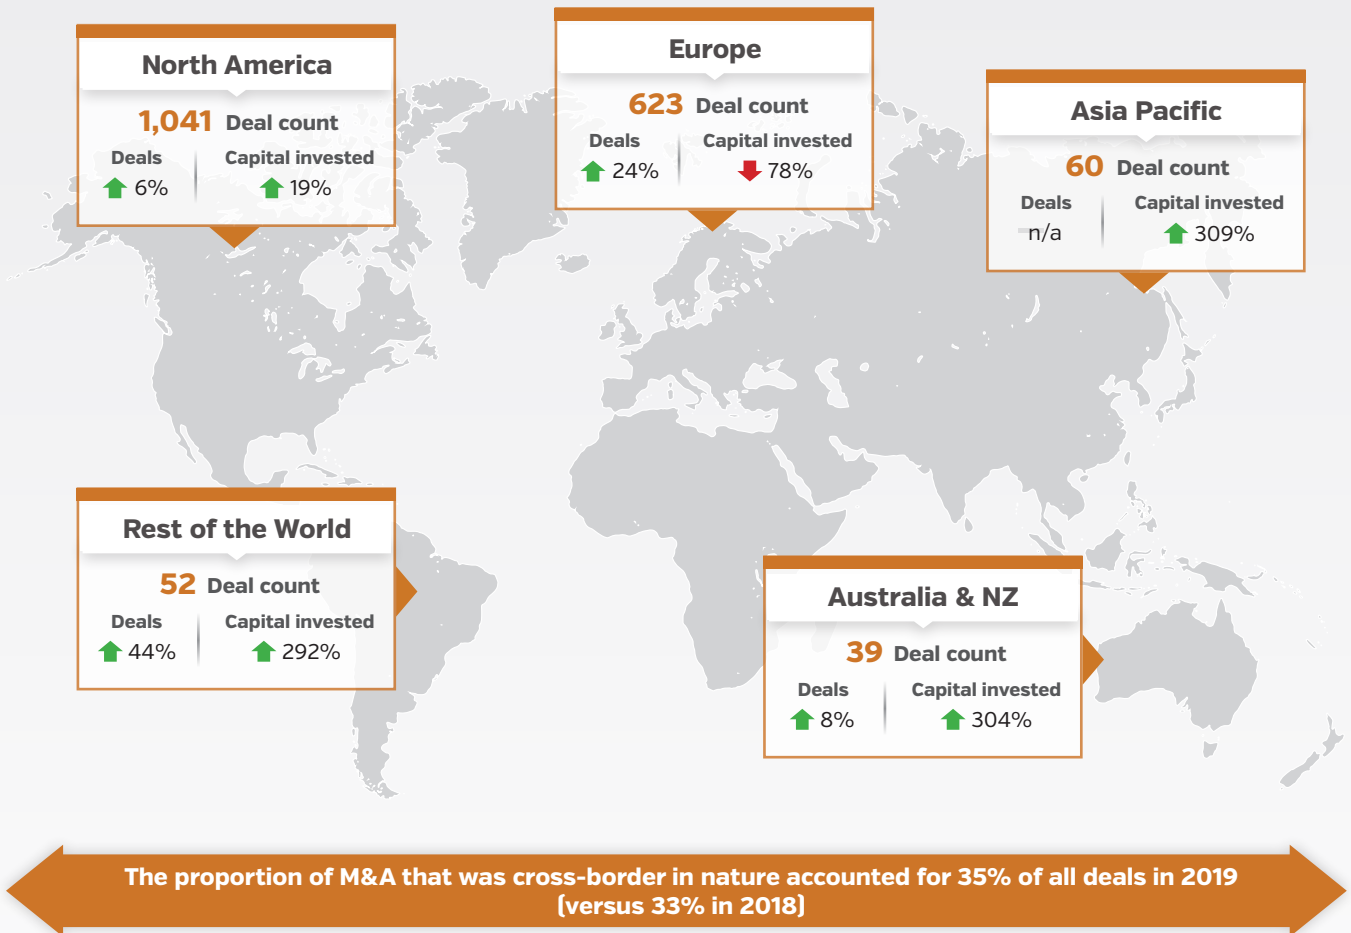 North America
1,041 Deal count
Deals
Capital invested
6%
19%
Europe
623 Deal count
Deals
Capital invested
24%
78%
Asia Pacific
60 Deal count
Deals
Capital invested
n/a
309%
Rest of the World
52 Deal count
Deals
Capital invested
44%
292%
Australia & NZ
39 Deal count
Deals
Capital invested
8%
304%
The proportion of M&A that was cross-border in nature accounted for 35% of all deals in 2019
(versus 33% in 2018)